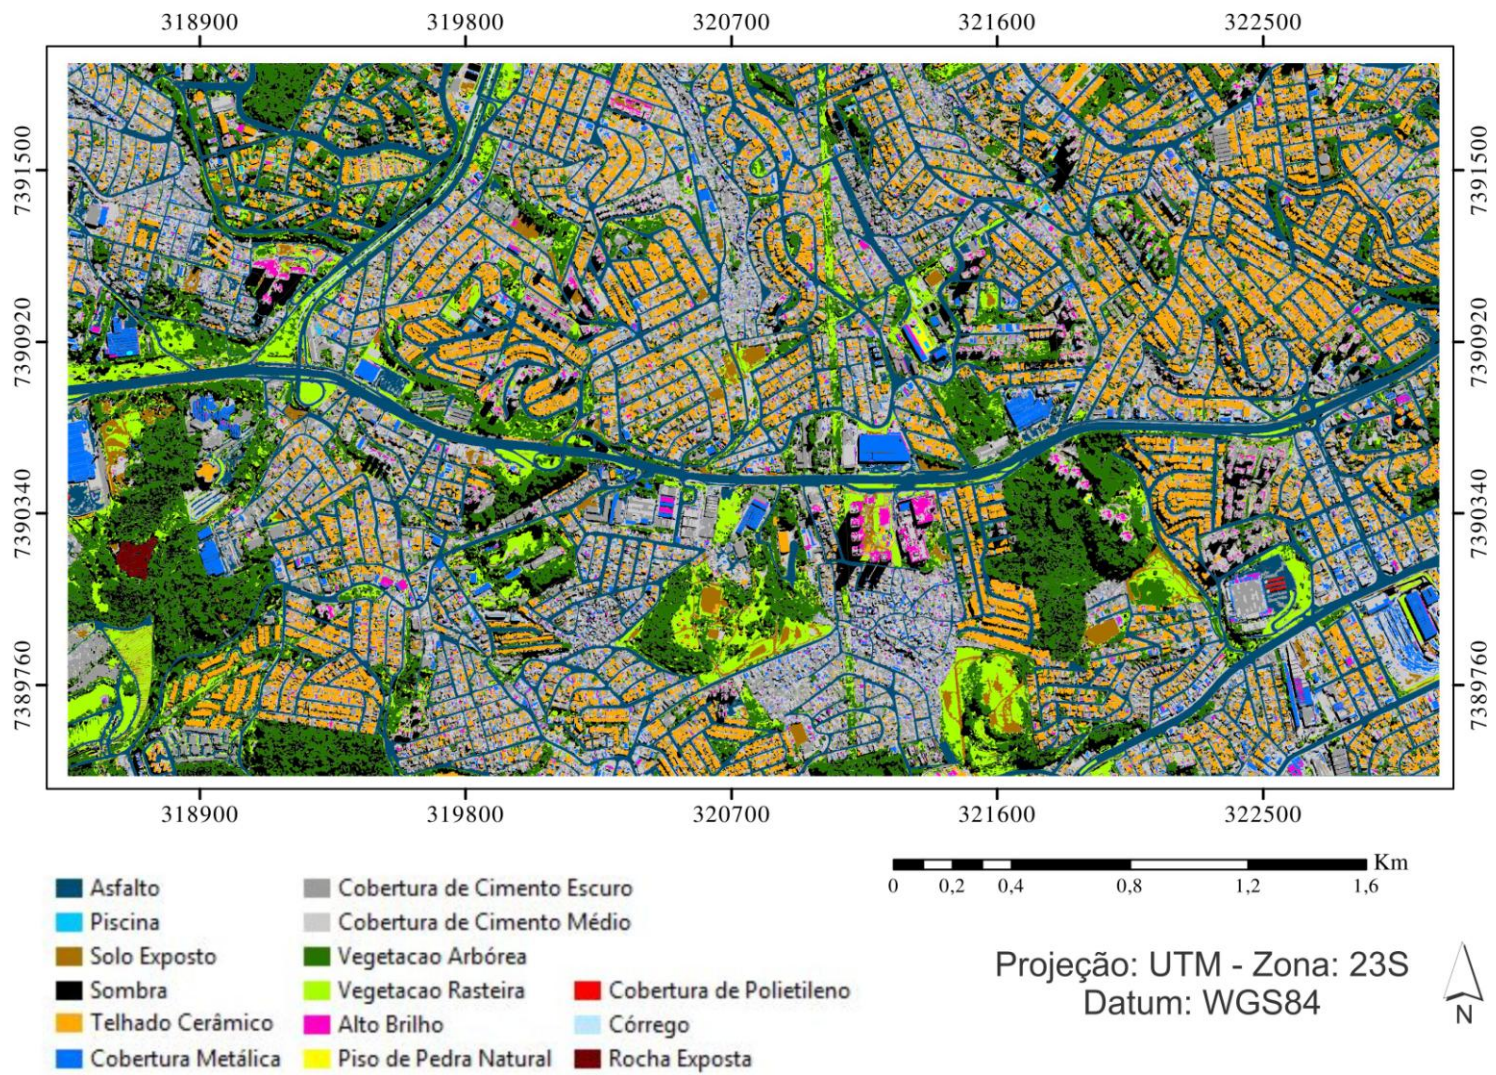 318900 319800 320700 321600 322500
7391500 7391500
7390920 7390920
7390340 7390340
7389760 7389760
318900 319800 320700 321600 322500
Km
0 0,2 0,4 0,8 1,2 1,6
Asfalto
Piscina
Solo Exposto
Sombra
Telhado Cerâmico
Cobertura Metálica
Cobertura de Cimento Escuro
Cobertura de Cimento Médio
Vegetacao Arbórea
Vegetacao Rasteira
Alto Brilho
Piso de Pedra Natural
Cobertura de Polietileno
Córrego
Rocha Exposta
Projeção: UTM - Zona: 23S
Datum: WGS84
N